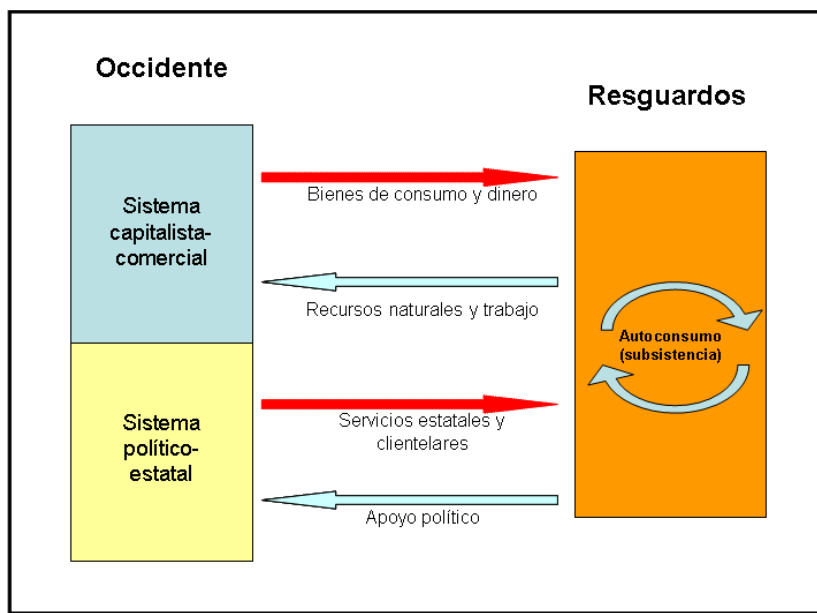 Occidente
Resguardos
Sistema
capitalista-
comercial
Bienes de consumo y dinero
Recursos naturales y trabajo
Autoconsumo
(subsistencia)
Sistema
político-
estatal
Servicios estatales y
clientelares
Apoyo político